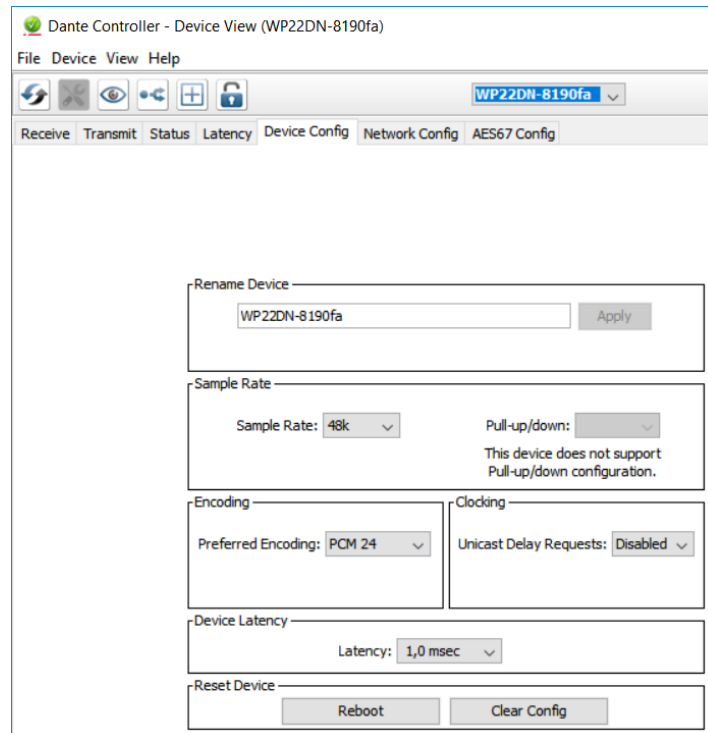 Dante Controller - Device View (WP22DN-8190fa)
File Device View Help
WP22DN-8190fa
Receive Transmit Status Latency Device Config Network Config AES67 Config
Rename Device
WP22DN-8190fa Apply
Sample Rate
Sample Rate: 48k Pull-up/down:
This device does not support
Pull-up/down configuration.
Encoding Clocking
Preferred Encoding: PCM 24 Unicast Delay Requests: Disabled
Device Latency
Latency: 1,0 msec
Reset Device
Reboot Clear Config